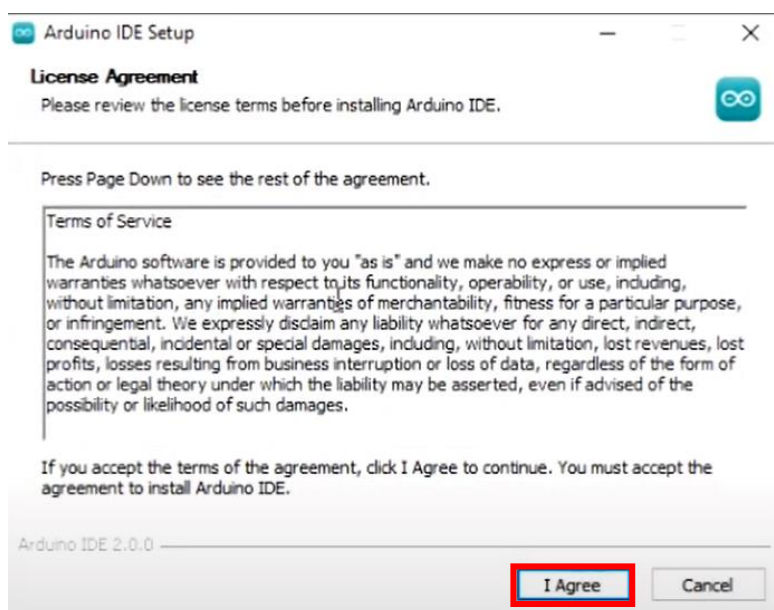 Arduino IDE Setup
License Agreement
Please review the license terms before installing Arduino IDE.
Press Page Down to see the rest of the agreement.
Terms of Service
The Arduino software is provided to you "as is" and we make no express or implied
warranties whatsoever with respect to its functionality, operability, or use, including,
without limitation, any implied warranties of merchantability, fitness for a particular purpose,
or infringement. We expressly disclaim any liability whatsoever for any direct, indirect,
consequential, incidental or special damages, including, without limitation, lost revenues, lost
profits, losses resulting from business interruption or loss of data, regardless of the form of
action or legal theory under which the liability may be asserted, even if advised of the
possibility or likelihood of such damages.
If you accept the terms of the agreement, click I Agree to continue. You must accept the
agreement to install Arduino IDE.
Arduino IDE 2.0.0
I Agree Cancel